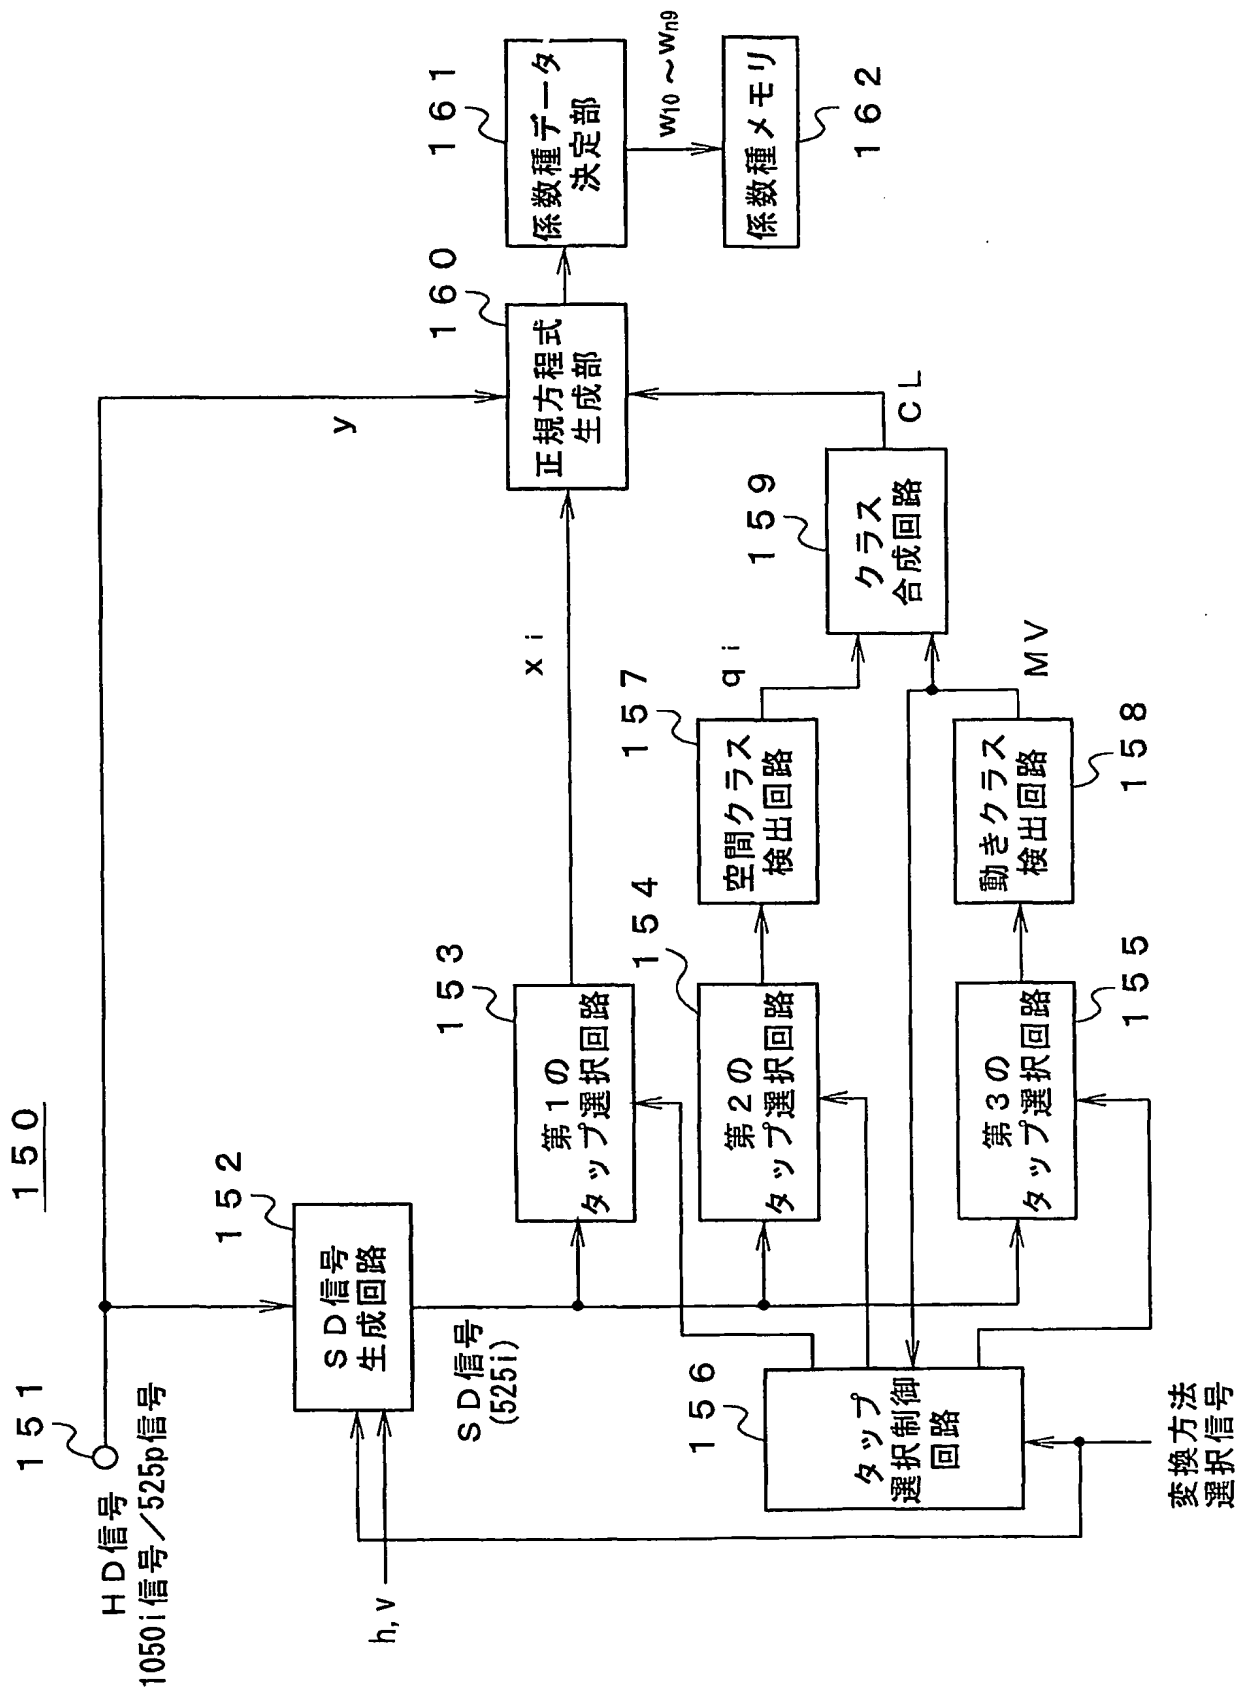 150
151
HD信号
1050i信号/525p信号
h,v
152
SD信号
生成回路
SD信号
(525i)
156
タップ
選択制御
回路
変換方法
選択信号
153
第1の
タップ選択回路
154
第2の
タップ選択回路
155
第3の
タップ選択回路
157
空間クラス
検出回路
158
動きクラス
検出回路
xi
qi
MV
159
クラス
合成回路
CL
y
160
正規方程式
生成部
161
係数種データ
決定部
w10～wn9
係数種メモリ
162